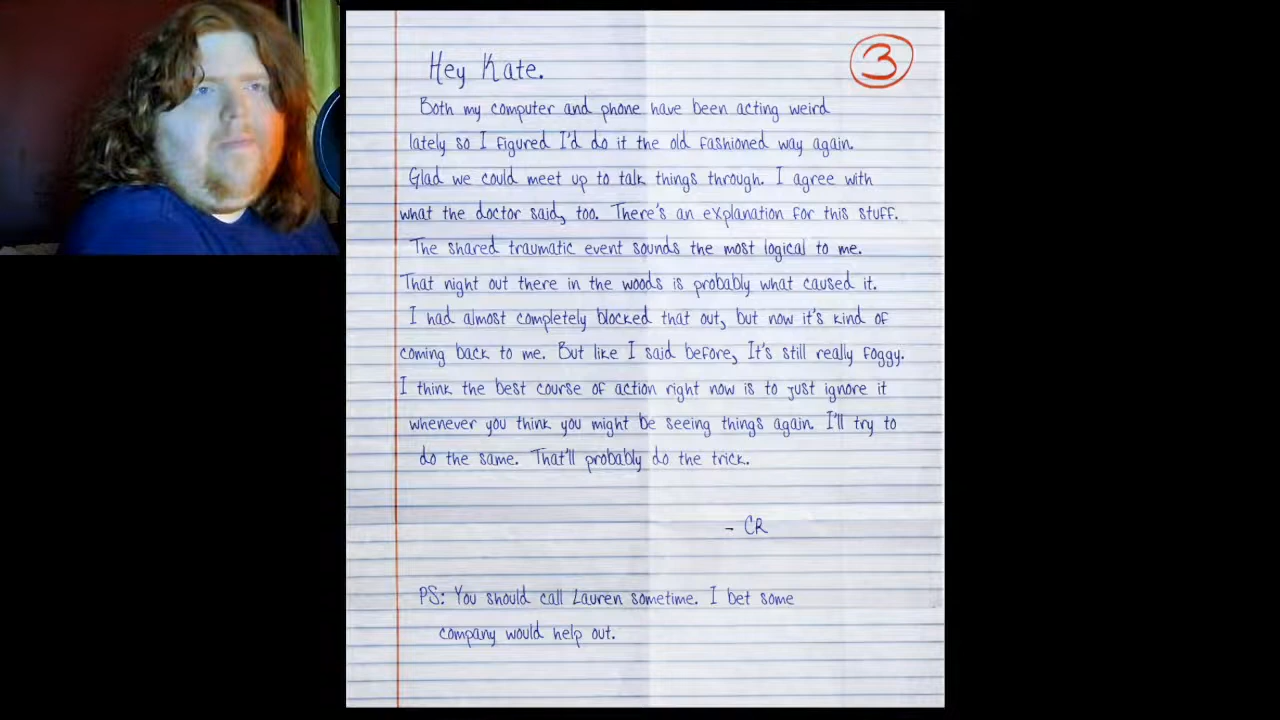 3
Hey Kate.
Both my computer and phone have been acting weird
lately so I figured I'd do it the old fashioned way again.
Glad we could meet up to talk things through. I agree with
what the doctor said, too. There's an explanation for this stuff.
The shared traumatic event sounds the most logical to me.
That night out there in the woods is probably what caused it.
I had almost completely blocked that out, but now it's kind of
coming back to me. But like I said before, It's still really foggy.
I think the best course of action right now is to just ignore it
whenever you think you might be seeing things again. I'll try to
do the same. That'll probably do the trick.
- CR
PS: You should call Lauren sometime. I bet some
company would help out.